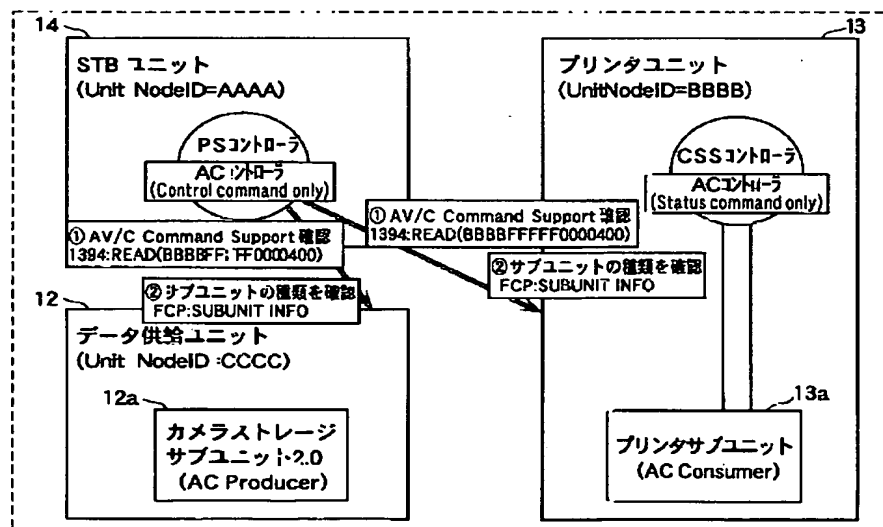 14
STB ユニット
(Unit NodeID=AAAA)
PSコントローラ
ACコントローラ
(Control command only)
① AV/C Command Support 確認
1394:READ(BBBBFFFFFF0000400)
② サブユニットの種類を確認
FCP:SUBUNIT INFO
13
プリンタユニット
(UnitNodeID=BBBB)
CSSコントローラ
ACコントローラ
(Status command only)
① AV/C Command Support 確認
1394:READ(BBBBFFFFFF0000400)
②サブユニットの種類を確認
FCP:SUBUNIT INFO
12
データ供給ユニット
(Unit NodeID :CCCC)
12a
カメラストレージ
サブユニット2.0
(AC Producer)
13a
プリンタサブユニット
(AC Consumer)